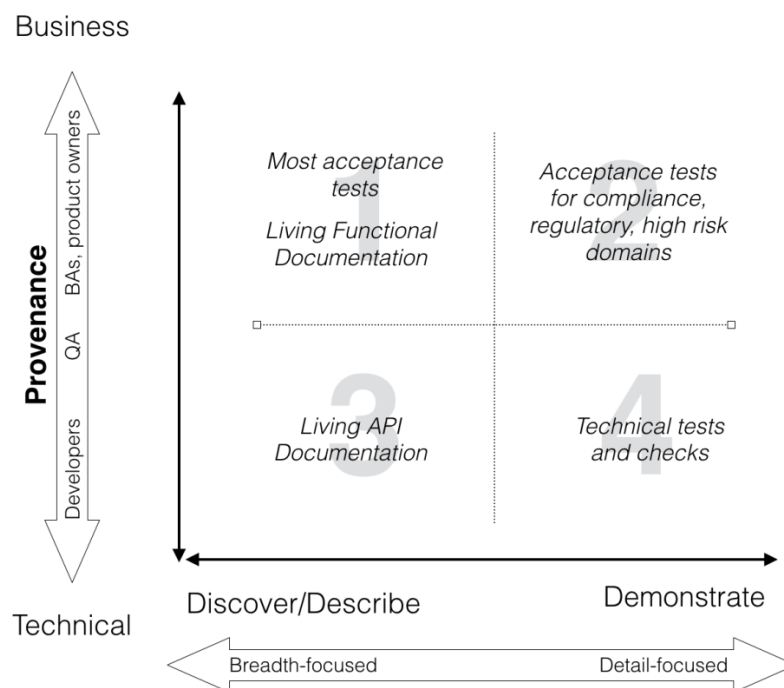 Business
Provenance
BAs, product owners
QA
Developers
Technical
1
Most acceptance
tests
Living Functional
Documentation
2
Acceptance tests
for compliance,
regulatory, high risk
domains
3
Living API
Documentation
4
Technical tests
and checks
Discover/Describe
Demonstrate
Breadth-focused
Detail-focused